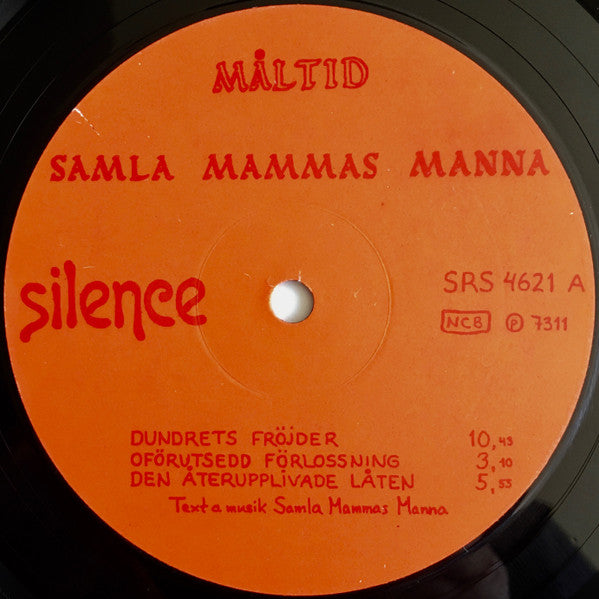 MÅLTID
SAMLA MAMMAS MANNA
silence
SRS 4621 A
NCB ℗ 7311
DUNDRETS FRÖJDER 10,43
OFÖRUTSEDD FÖRLOSSNING 3,10
DEN ÅTERUPPLIVADE LÅTEN 5,53
Text a musik Samla Mammas Manna